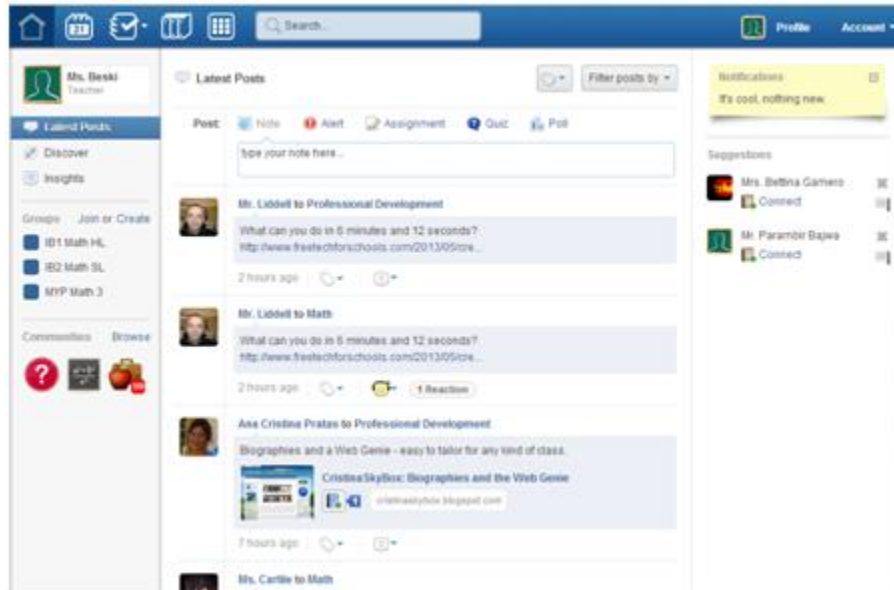 31
Search...
Profile
Account
Ms. Beski
Teacher
Latest Posts
Discover
Insights
Groups Join or Create
IB1 Math HL
IB2 Math SL
MYP Math 3
Communities Browse
?
Latest Posts
Filter posts by
Post: Note Alert Assignment Quiz Poll
type your note here...
Mr. Liddell to Professional Development
What can you do in 6 minutes and 12 seconds?
http://www.freetechforschools.com/2013/05/cre...
2 hours ago
Mr. Liddell to Math
What can you do in 6 minutes and 12 seconds?
http://www.freetechforschools.com/2013/05/cre...
2 hours ago 1 Reaction
Ana Cristina Pratas to Professional Development
Biographies and a Web Genie - easy to tailor for any kind of class.
CristinaSkyBox: Biographies and the Web Genie
cristinaskybox.blogspot.com
7 hours ago
Ms. Carlile to Math
Notifications
It's cool, nothing new.
Suggestions
Mrs. Bettina Gamero
Connect
Mr. Parambir Bajwa
Connect